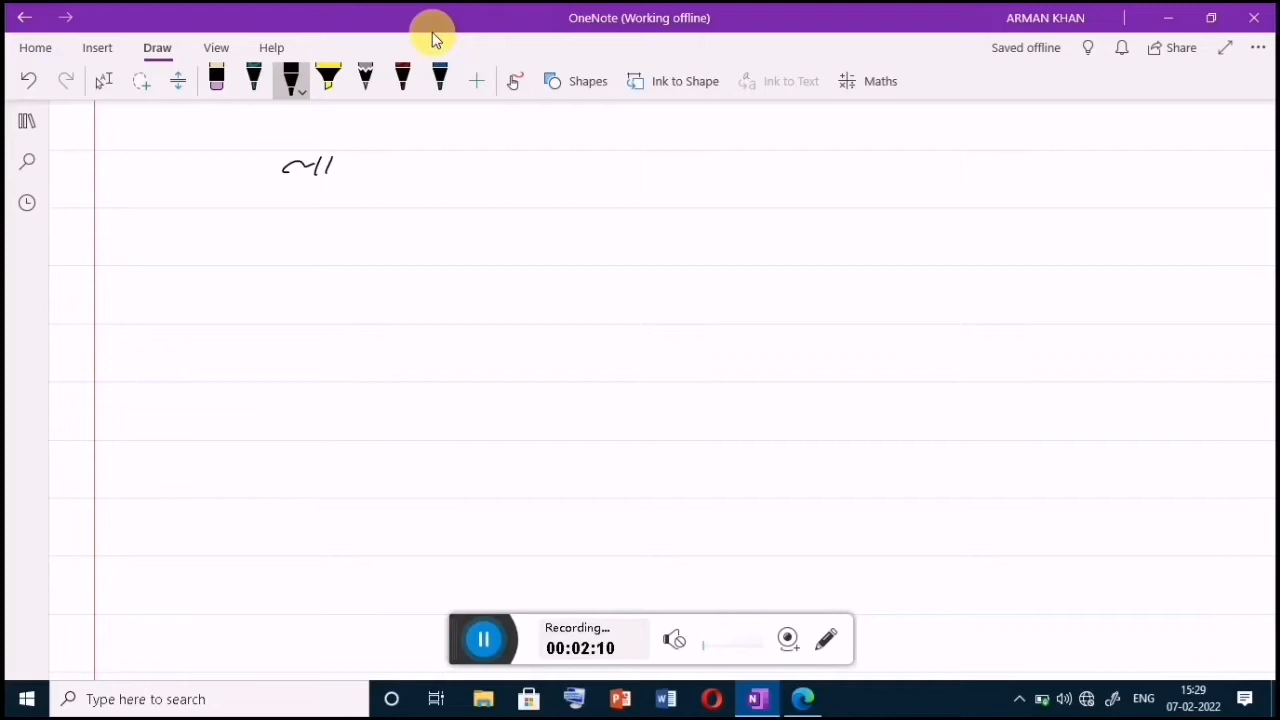 OneNote (Working offline)
ARMAN KHAN
Home Insert Draw View Help
Saved offline
Share
Shapes
Ink to Shape
Ink to Text
Maths
Recording...
00:02:10
Type here to search
ENG
15:29
07-02-2022